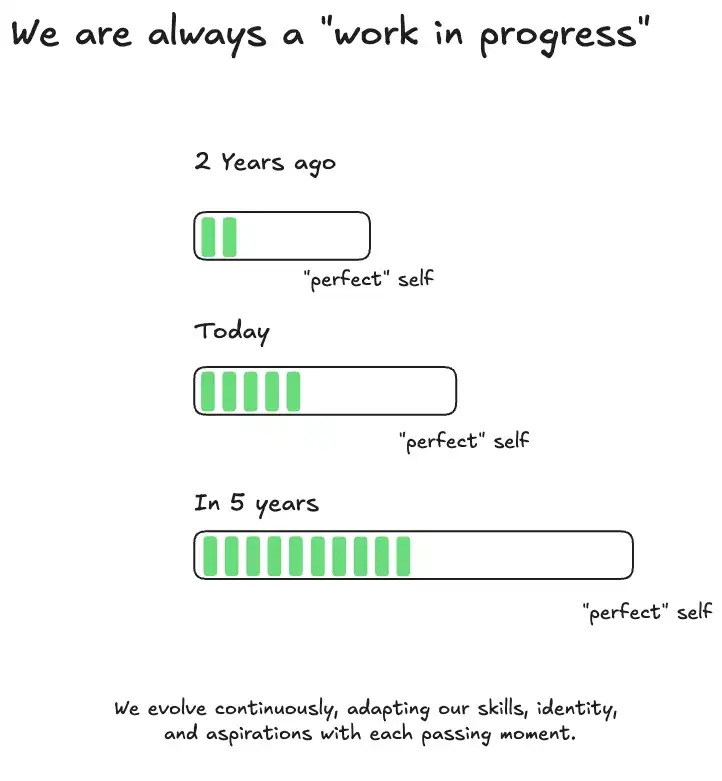 We are always a "work in progress"
2 Years ago
"perfect" self
Today
"perfect" self
In 5 years
"perfect" self
We evolve continuously, adapting our skills, identity,
and aspirations with each passing moment.